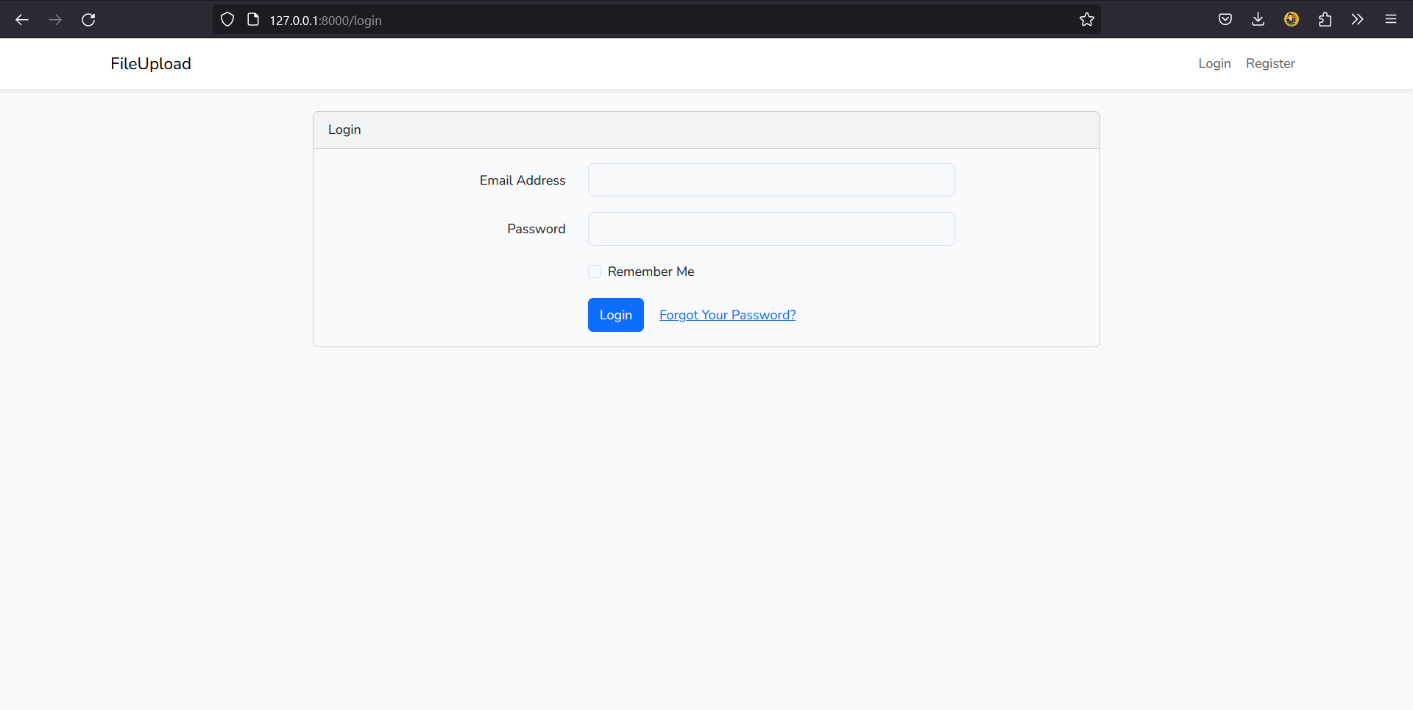 127.0.0.1:8000/login
FileUpload
Login Register
Login
Email Address
Password
Remember Me
Login Forgot Your Password?